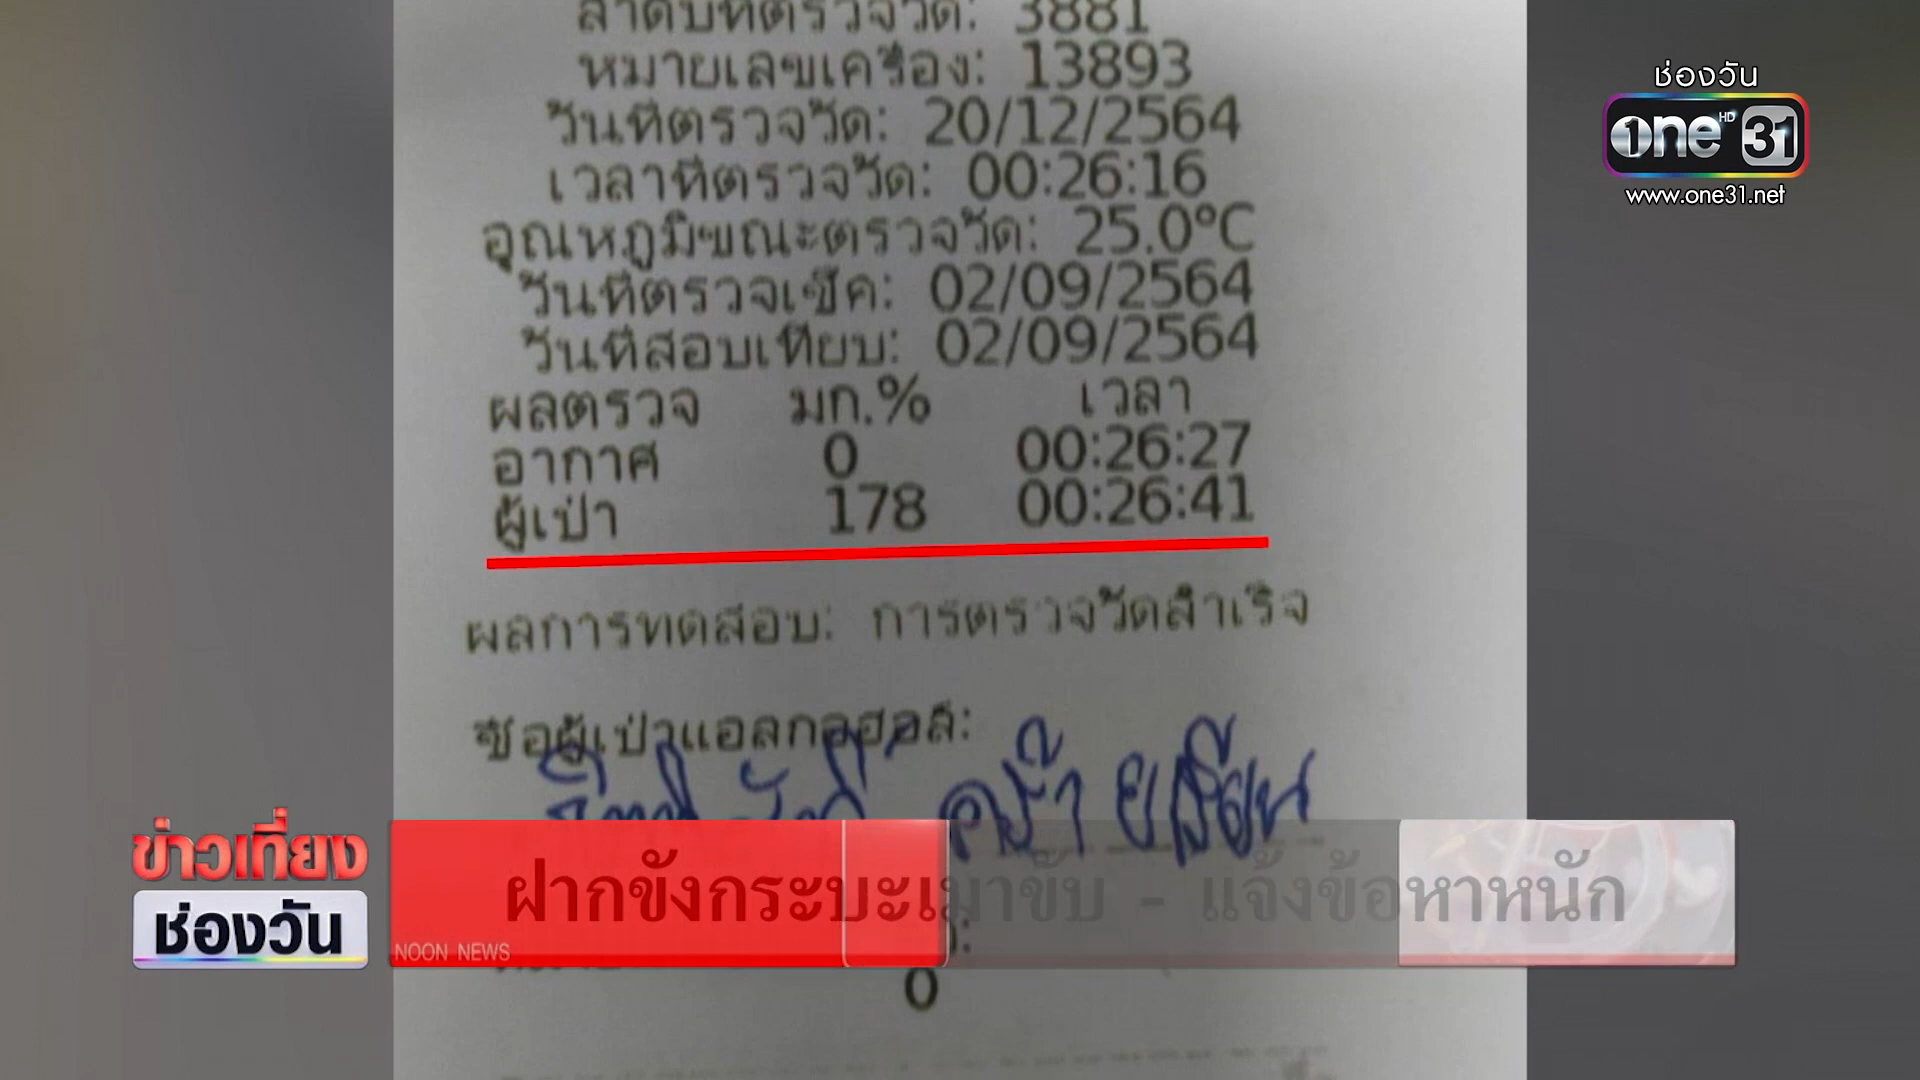 ลำดับที่ตรวจวัด: 3881
หมายเลขเครื่อง: 13893
วันที่ตรวจวัด: 20/12/2564
เวลาที่ตรวจวัด: 00:26:16
อุณหภูมิขณะตรวจวัด: 25.0°C
วันที่ตรวจเช็ค: 02/09/2564
วันที่สอบเทียบ: 02/09/2564
ผลตรวจ มก.% เวลา
อากาศ 0 00:26:27
ผู้เป่า 178 00:26:41
ผลการทดสอบ: การตรวจวัดสำเร็จ
ชื่อผู้เป่าแอลกอฮอล์:
ช่องวัน
one HD 31
www.one31.net
ข่าวเที่ยง
ช่องวัน
ฝากขังกระบะเมาขับ - แจ้งข้อหาหนัก
NOON NEWS
0